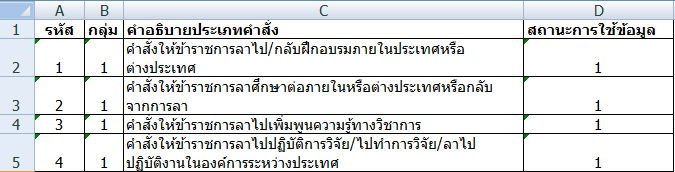 A B C D
1 รหัส กลุ่ม คำอธิบายประเภทคำสั่ง สถานะการใช้ข้อมูล
คำสั่งให้ข้าราชการลาไป/กลับฝึกอบรมภายในประเทศหรือ
2 1 1 ต่างประเทศ 1
คำสั่งให้ข้าราชการลาศึกษาต่อภายในหรือต่างประเทศหรือกลับ
3 2 1 จากการลา 1
4 3 1 คำสั่งให้ข้าราชการลาไปเพิ่มพูนความรู้ทางวิชาการ 1
คำสั่งให้ข้าราชการลาไปปฏิบัติการวิจัย/ไปทำการวิจัย/ลาไป
5 4 1 ปฏิบัติงานในองค์การระหว่างประเทศ 1